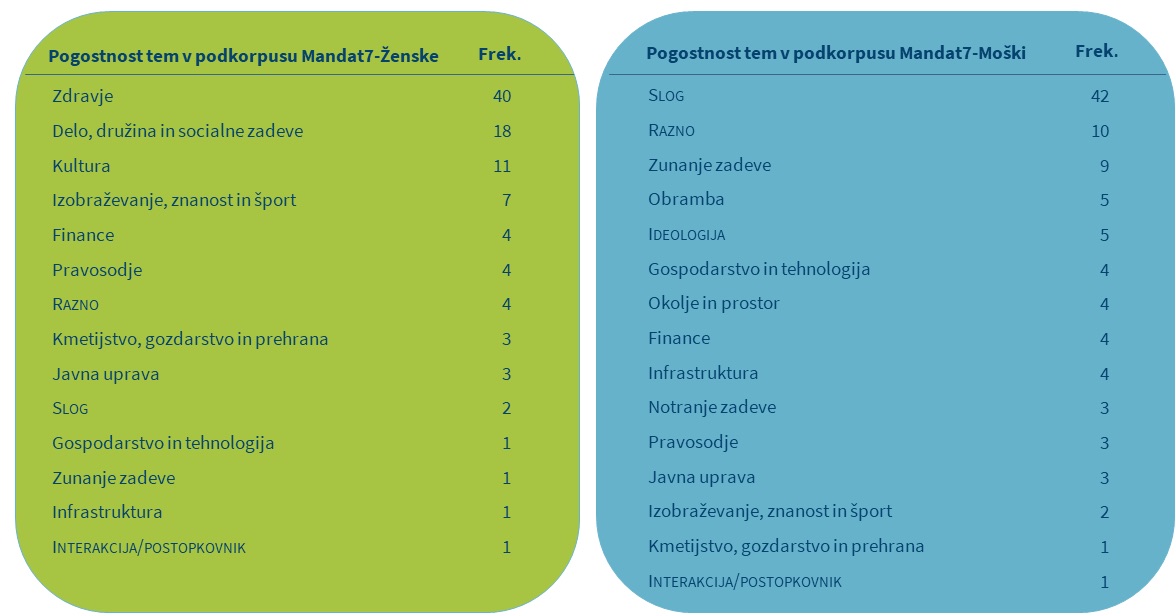 Pogostnost tem v podkorpusu Mandat7-Ženske Frek.
Zdravje 40
Delo, družina in socialne zadeve 18
Kultura 11
Izobraževanje, znanost in šport 7
Finance 4
Pravosodje 4
RAZNO 4
Kmetijstvo, gozdarstvo in prehrana 3
Javna uprava 3
SLOG 2
Gospodarstvo in tehnologija 1
Zunanje zadeve 1
Infrastruktura 1
INTERAKCIJA/POSTOPKOVNIK 1
Pogostnost tem v podkorpusu Mandat7-Moški Frek.
SLOG 42
RAZNO 10
Zunanje zadeve 9
Obramba 5
IDEOLOGIJA 5
Gospodarstvo in tehnologija 4
Okolje in prostor 4
Finance 4
Infrastruktura 4
Notranje zadeve 3
Pravosodje 3
Javna uprava 3
Izobraževanje, znanost in šport 2
Kmetijstvo, gozdarstvo in prehrana 1
INTERAKCIJA/POSTOPKOVNIK 1